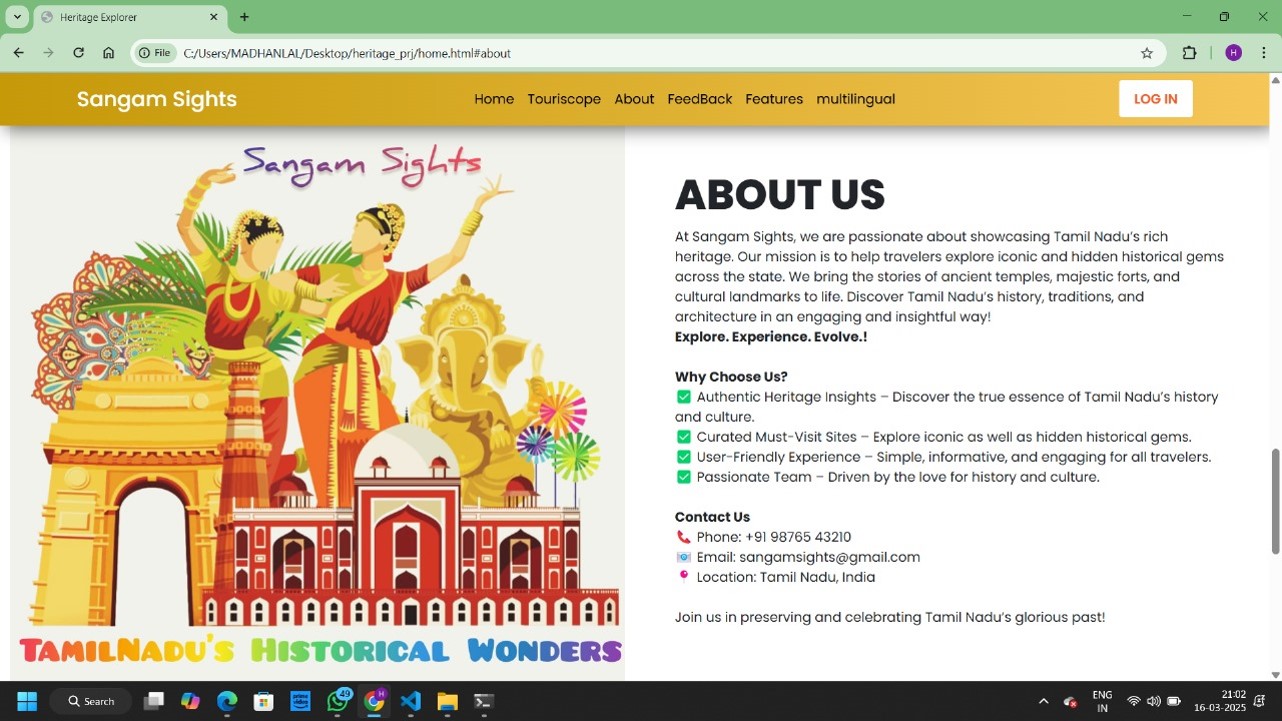 Heritage Explorer
File
C:/Users/MADHANLAL/Desktop/heritage_prj/home.html#about
H
Sangam Sights
Home Touriscope About FeedBack Features multilingual
LOG IN
Sangam Sights
TAMILNADU'S HISTORICAL WONDERS
ABOUT US
At Sangam Sights, we are passionate about showcasing Tamil Nadu's rich
heritage. Our mission is to help travelers explore iconic and hidden historical gems
across the state. We bring the stories of ancient temples, majestic forts, and
cultural landmarks to life. Discover Tamil Nadu's history, traditions, and
architecture in an engaging and insightful way!
Explore. Experience. Evolve.!
Why Choose Us?
✅ Authentic Heritage Insights – Discover the true essence of Tamil Nadu's history
and culture.
✅ Curated Must-Visit Sites – Explore iconic as well as hidden historical gems.
✅ User-Friendly Experience – Simple, informative, and engaging for all travelers.
✅ Passionate Team – Driven by the love for history and culture.
Contact Us
📞 Phone: +91 98765 43210
📧 Email: sangamsights@gmail.com
📍 Location: Tamil Nadu, India
Join us in preserving and celebrating Tamil Nadu's glorious past!
Search
prime video
49
H
ENG
IN
21:02
16-03-2025